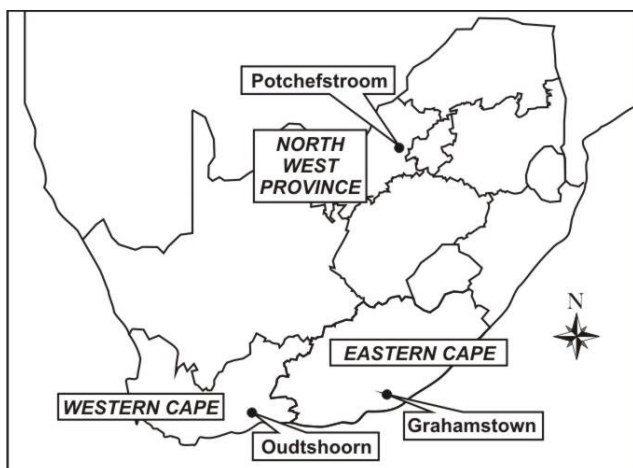 Potchefstroom
NORTH
WEST
PROVINCE
N
EASTERN CAPE
WESTERN CAPE
Grahamstown
Oudtshoorn